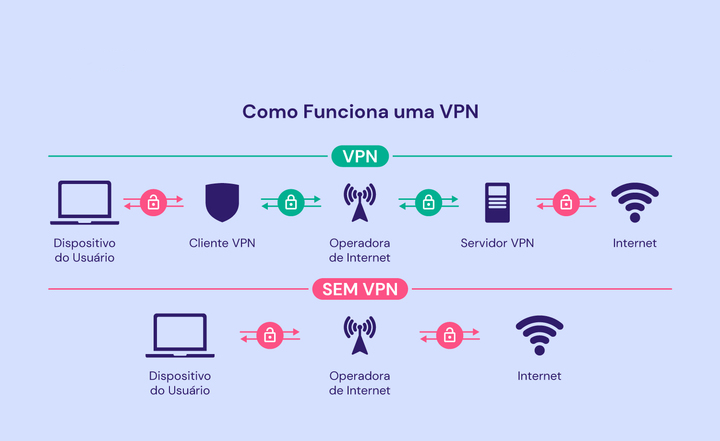 Como Funciona uma VPN
VPN
Dispositivo
do Usuário
Cliente VPN
Operadora
de Internet
Servidor VPN
Internet
SEM VPN
Dispositivo
do Usuário
Operadora
de Internet
Internet